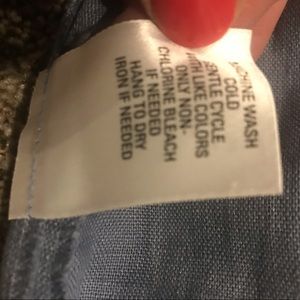 MACHINE WASH
COLD
GENTLE CYCLE
WITH LIKE COLORS
ONLY NON-
CHLORINE BLEACH
IF NEEDED
HANG TO DRY
IRON IF NEEDED